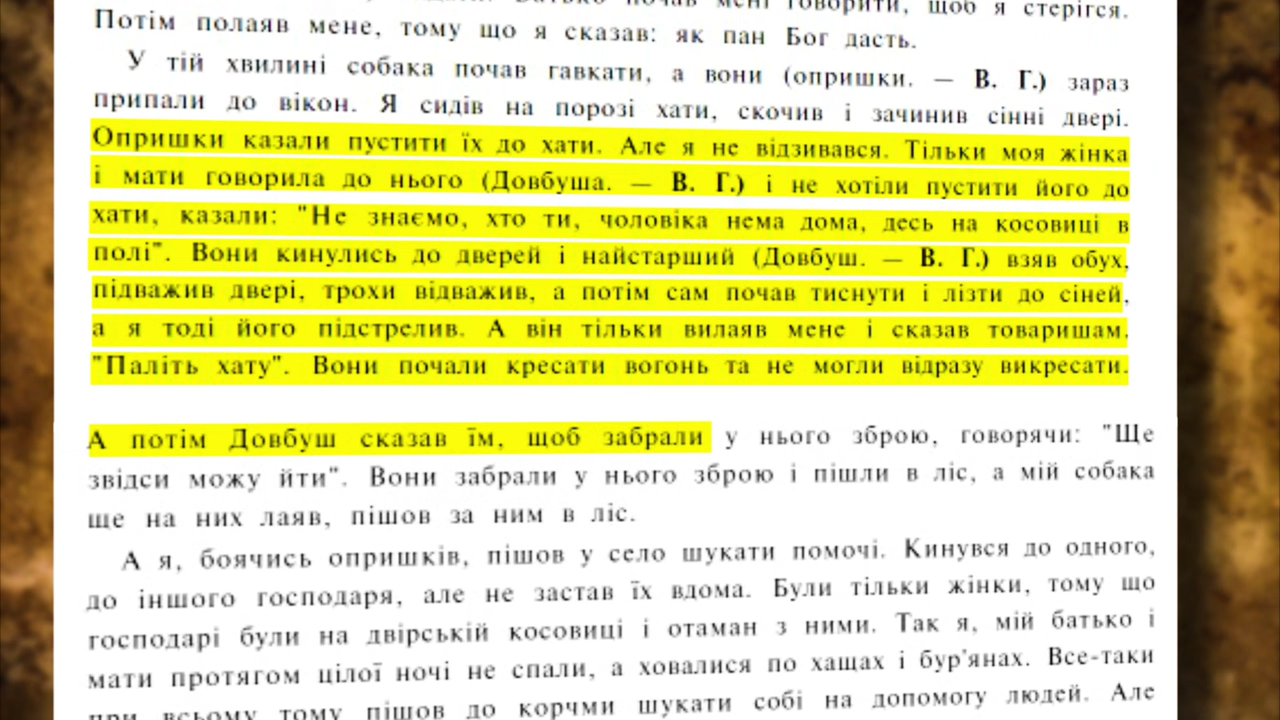 Батько почав мені говорити, щоб я стерігся.
Потім полаяв мене, тому що я сказав: як пан Бог дасть.
У тій хвилині собака почав гавкати, а вони (опришки. — В. Г.) зараз
припали до вікон. Я сидів на порозі хати, скочив і зачинив сінні двері.
Опришки казали пустити їх до хати. Але я не відзивався. Тільки моя жінка
і мати говорила до нього (Довбуша. — В. Г.) і не хотіли пустити його до
хати, казали: "Не знаємо, хто ти, чоловіка нема дома, десь на косовиці в
полі". Вони кинулись до дверей і найстарший (Довбуш. — В. Г.) взяв обух,
підважив двері, трохи відважив, а потім сам почав тиснути і лізти до сіней,
а я тоді його підстрелив. А він тільки вилаяв мене і сказав товаришам.
"Паліть хату". Вони почали кресати вогонь та не могли відразу викресати.
А потім Довбуш сказав їм, щоб забрали у нього зброю, говорячи: "Ще
звідси можу йти". Вони забрали у нього зброю і пішли в ліс, а мій собака
ще на них лаяв, пішов за ним в ліс.
А я, боячись опришків, пішов у село шукати помочі. Кинувся до одного,
до іншого господаря, але не застав їх вдома. Були тільки жінки, тому що
господарі були на двірській косовиці і отаман з ними. Так я, мій батько і
мати протягом цілої ночі не спали, а ховалися по хащах і бур'янах. Все-таки
при всьому тому пішов до корчми шукати собі на допомогу людей. Але